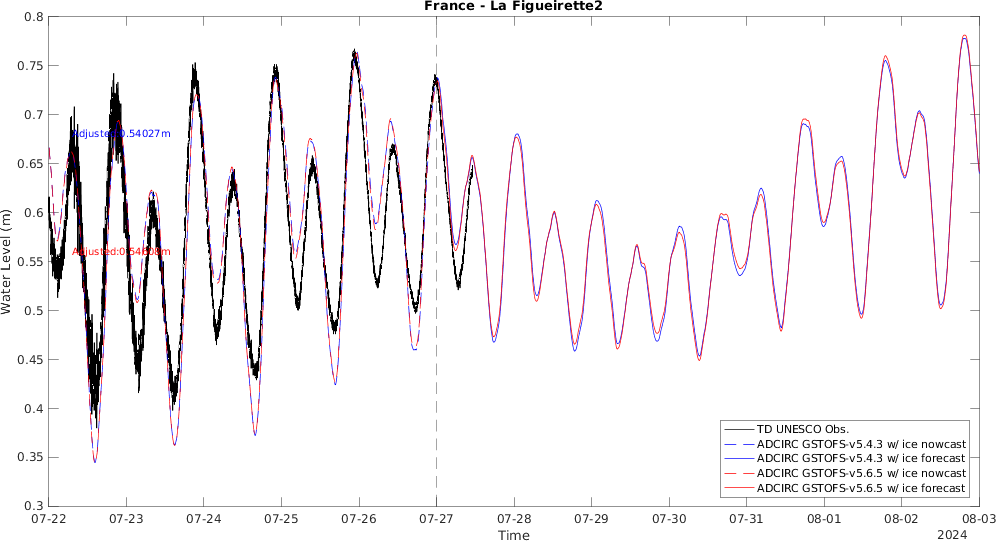 France - La Figueirette2
0.8
0.75
0.7
0.65
0.6
0.55
0.5
0.45
0.4
0.35
0.3
Water Level (m)
Adjusted:0.54027m
TD UNESCO Obs.
ADCIRC GSTOFS-v5.4.3 w/ ice nowcast
ADCIRC GSTOFS-v5.4.3 w/ ice forecast
ADCIRC GSTOFS-v5.6.5 w/ ice nowcast
ADCIRC GSTOFS-v5.6.5 w/ ice forecast
07-22 07-23 07-24 07-25 07-26 07-27 07-28 07-29 07-30 07-31 08-01 08-02 08-03
Time
2024